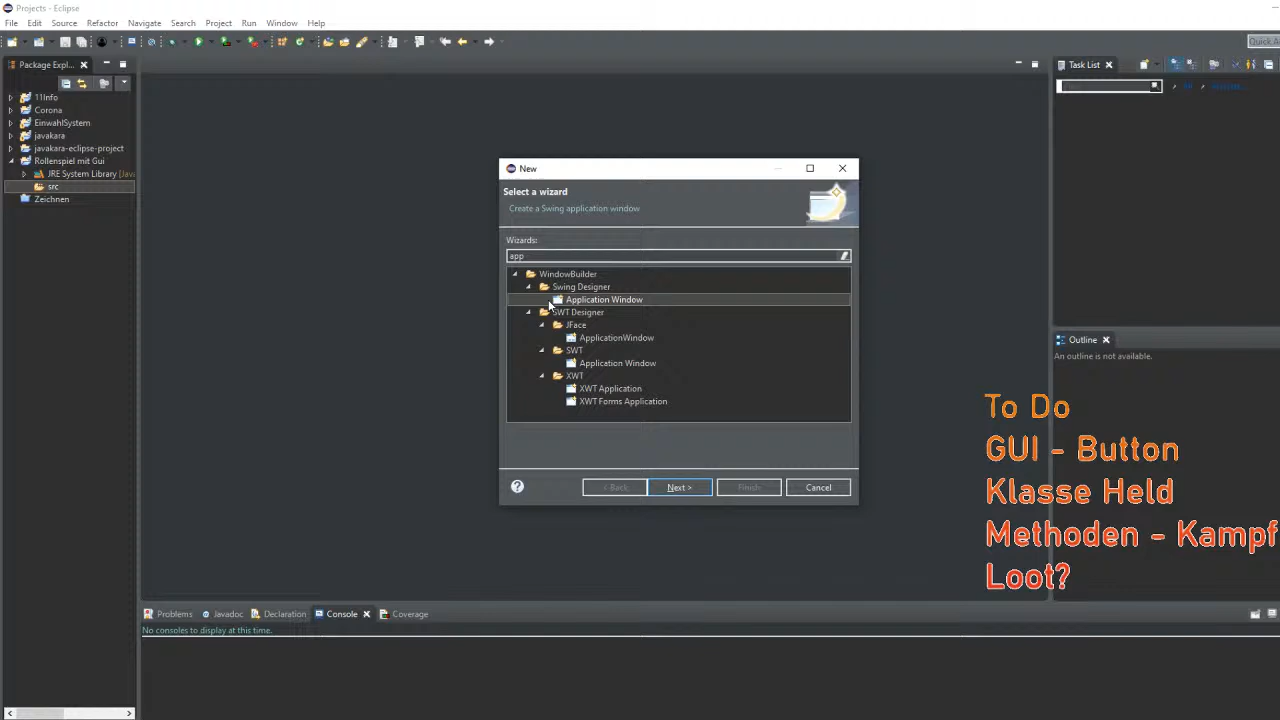 Projects - Eclipse
File Edit Source Refactor Navigate Search Project Run Window Help
Quick A
Package Expl...
Task List
11Info
Corona
EinwahlSystem
javakara
javakara-eclipse-project
Rollenspiel mit Gui
JRE System Library [Jav
src
Zeichnen
New
Select a wizard
Create a Swing application window
Wizards:
app
WindowBuilder
Swing Designer
Application Window
SWT Designer
JFace
ApplicationWindow
SWT
Application Window
XWT
XWT Application
XWT Forms Application
< Back Next > Finish Cancel
Outline
An outline is not available.
To Do
GUI - Button
Klasse Held
Methoden - Kampf
Loot?
Problems Javadoc Declaration Console Coverage
No consoles to display at this time.